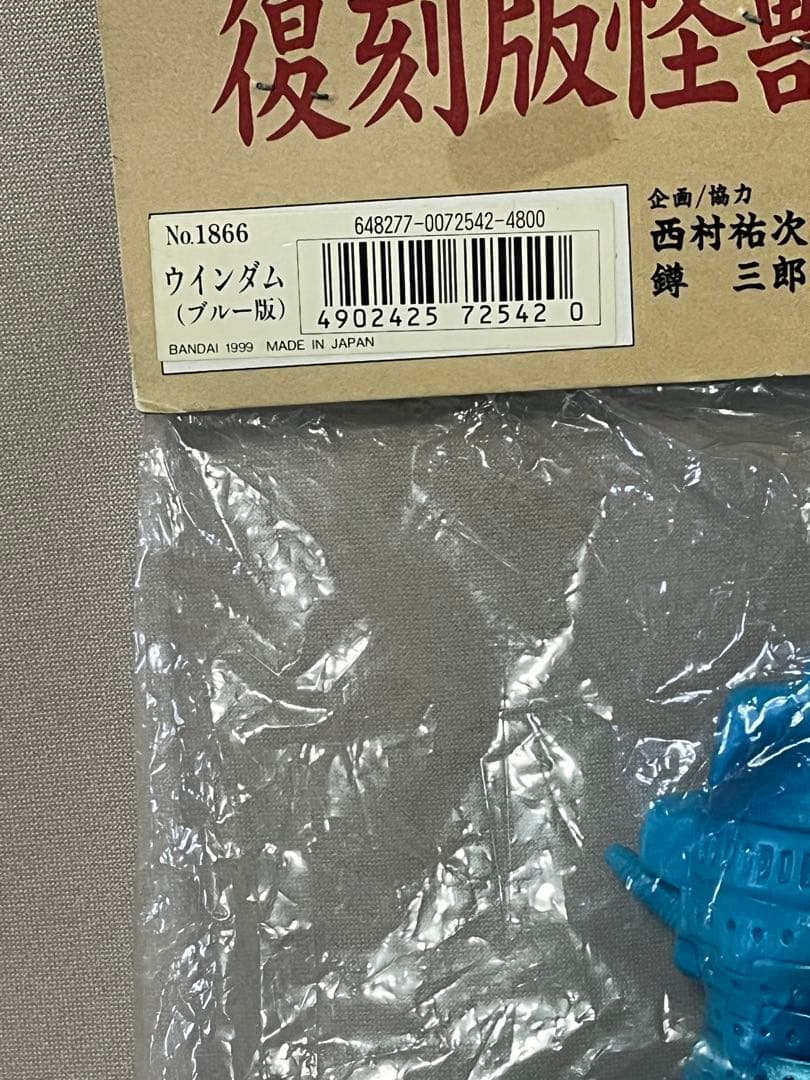 復刻版怪獣
No.1866
ウインダム
(ブルー版)
648277-0072542-4800
4902425 72542 0
BANDAI 1999 MADE IN JAPAN
企画/協力
西村祐次
鐏 三郎